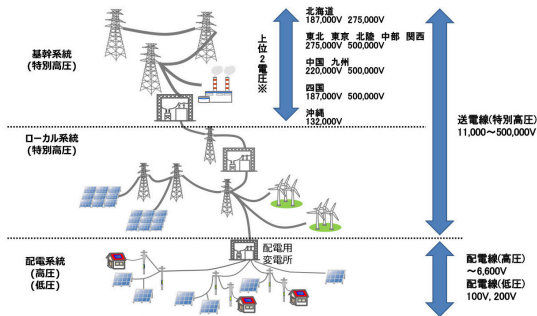 基幹系統
(特別高圧)
上位2電圧※
北海道
187,000V 275,000V
東北 東京 北陸 中部 関西
275,000V 500,000V
中国 九州
220,000V 500,000V
四国
187,000V 500,000V
沖縄
132,000V
送電線(特別高圧)
11,000～500,000V
ローカル系統
(特別高圧)
配電用
変電所
配電系統
(高圧)
(低圧)
配電線(高圧)
～6,600V
配電線(低圧)
100V, 200V